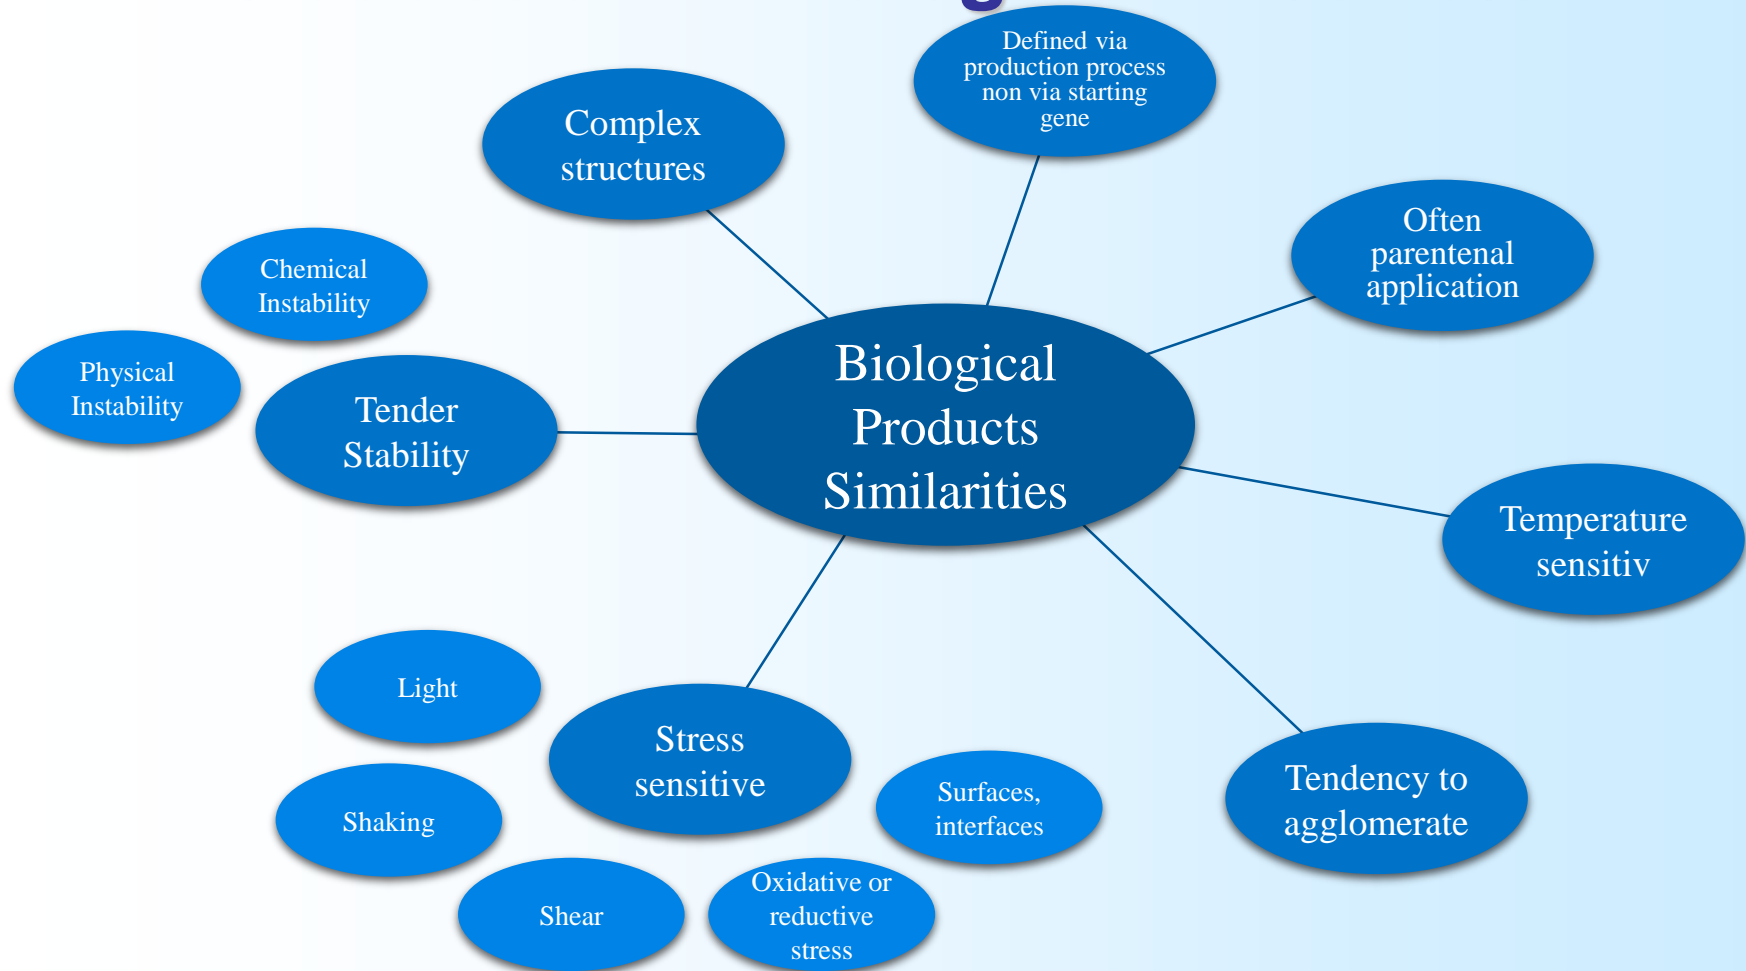 g
Defined via
production process
non via starting
gene
Complex
structures
Often
parentenal
application
Chemical
Instability
Physical
Instability
Tender
Stability
Biological
Products
Similarities
Temperature
sensitiv
Light
Stress
sensitive
Surfaces,
interfaces
Tendency to
agglomerate
Shaking
Shear
Oxidative or
reductive
stress